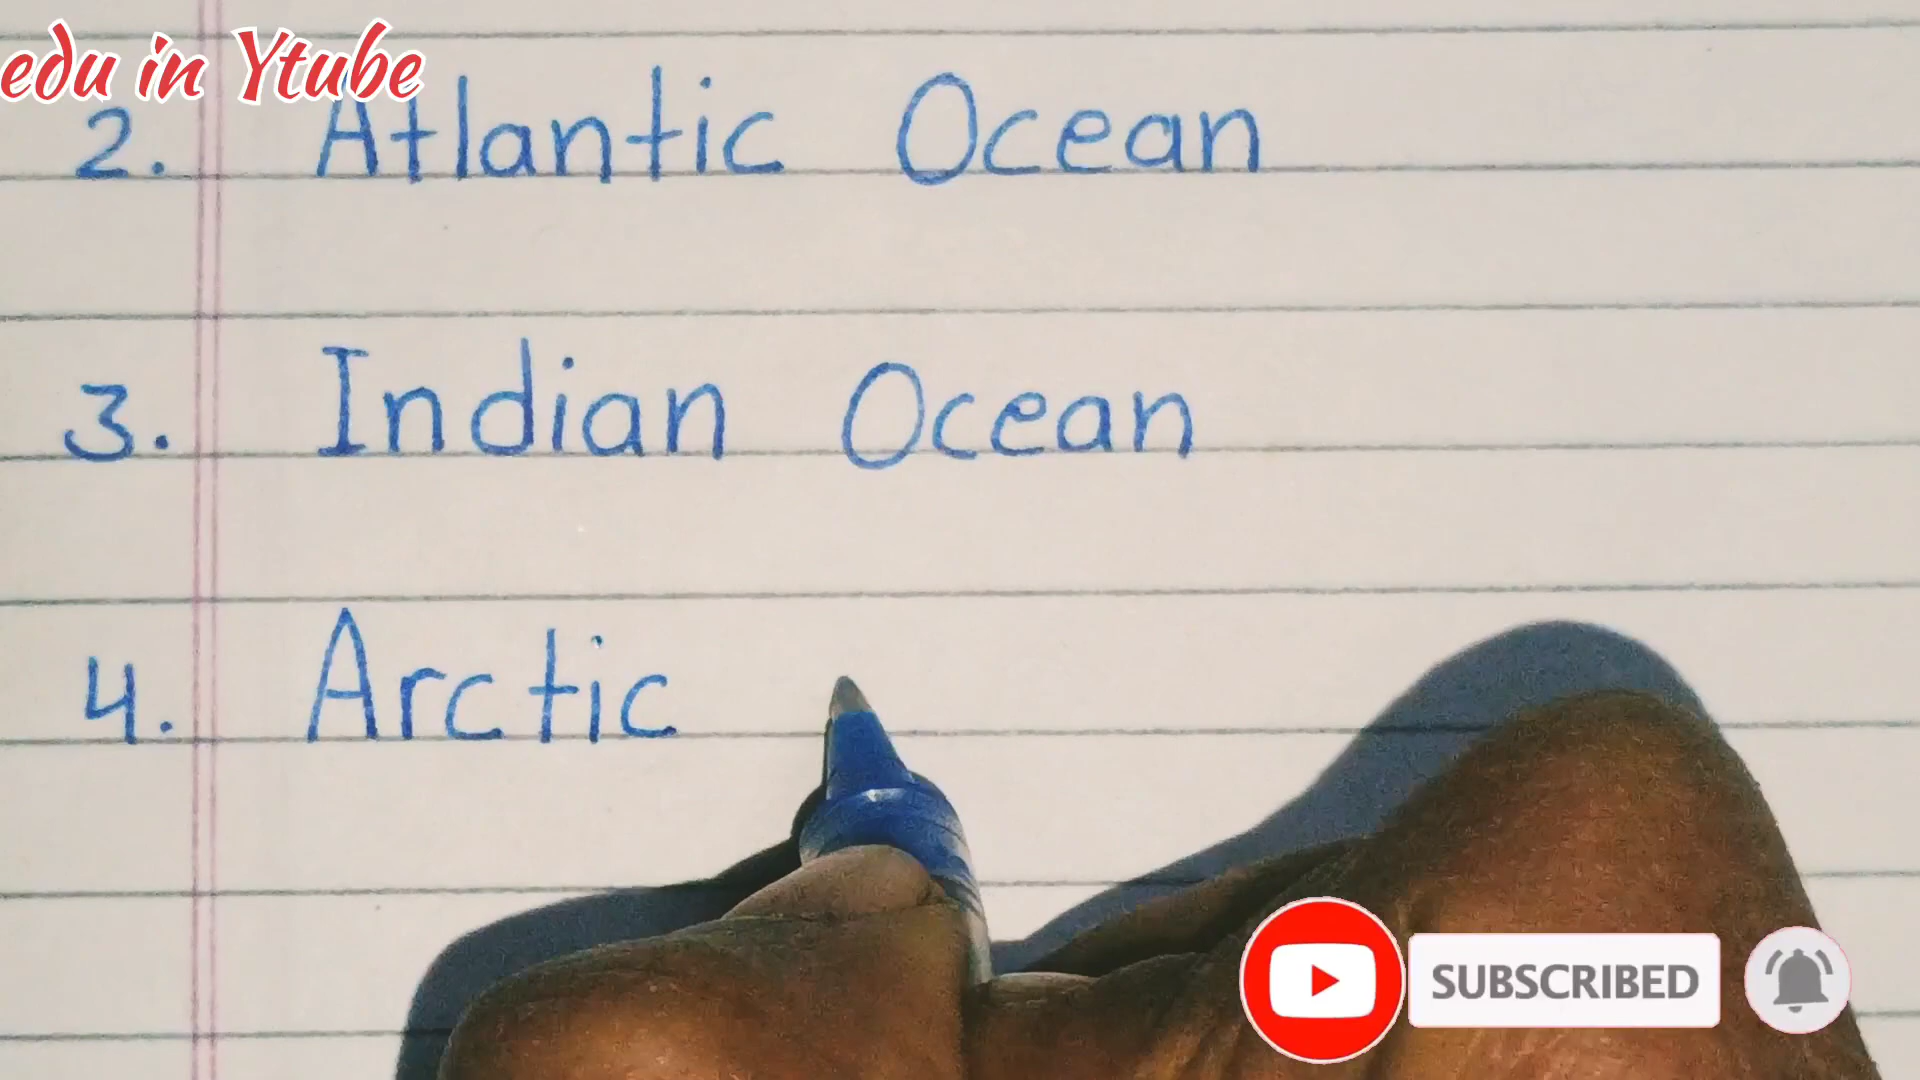 edu in Ytube
2. Atlantic Ocean
3. Indian Ocean
4. Arctic
SUBSCRIBED